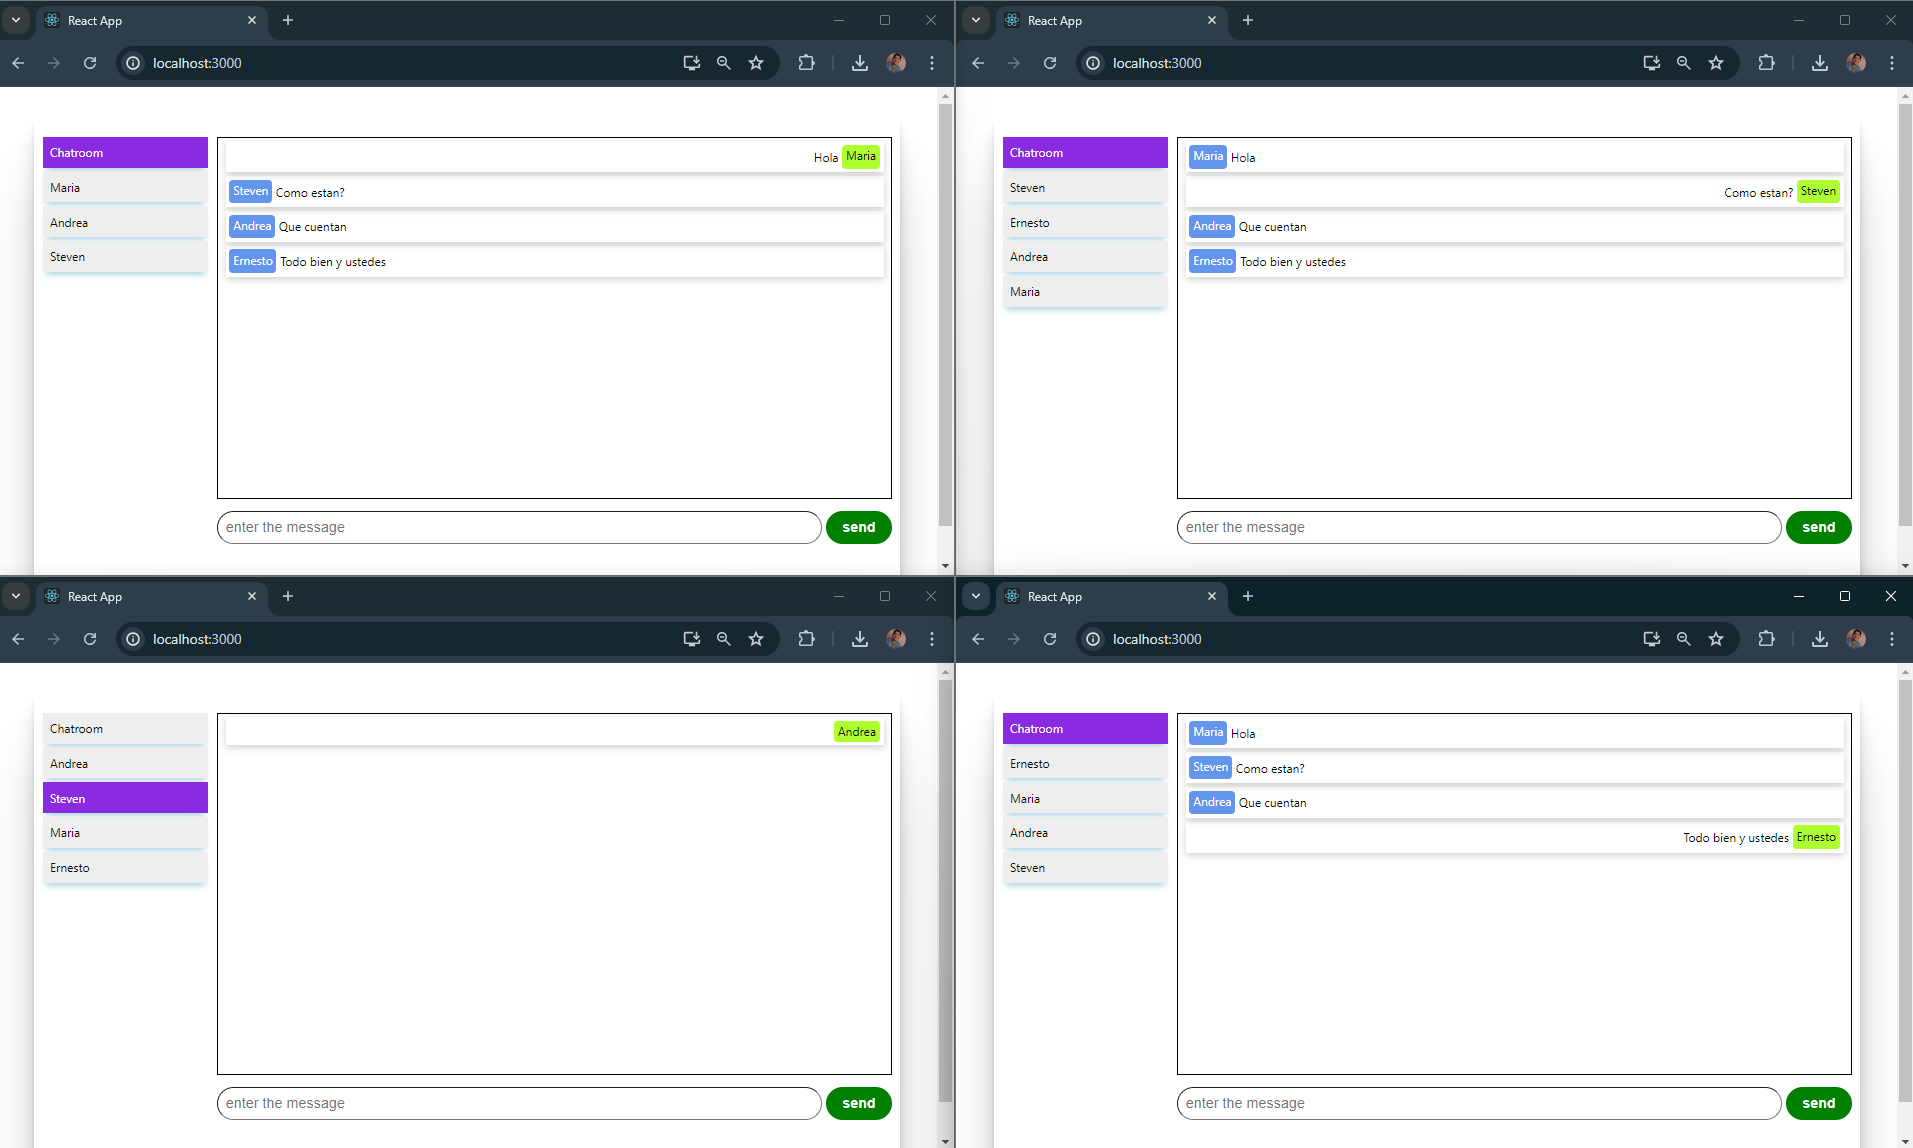 React App
localhost:3000
Chatroom
Maria
Andrea
Steven
Hola Maria
Steven Como estan?
Andrea Que cuentan
Ernesto Todo bien y ustedes
enter the message
send
React App
localhost:3000
Chatroom
Steven
Ernesto
Andrea
Maria
Maria Hola
Como estan? Steven
Andrea Que cuentan
Ernesto Todo bien y ustedes
enter the message
send
React App
localhost:3000
Chatroom
Andrea
Steven
Maria
Ernesto
Andrea
enter the message
send
React App
localhost:3000
Chatroom
Ernesto
Maria
Andrea
Steven
Maria Hola
Steven Como estan?
Andrea Que cuentan
Todo bien y ustedes Ernesto
enter the message
send